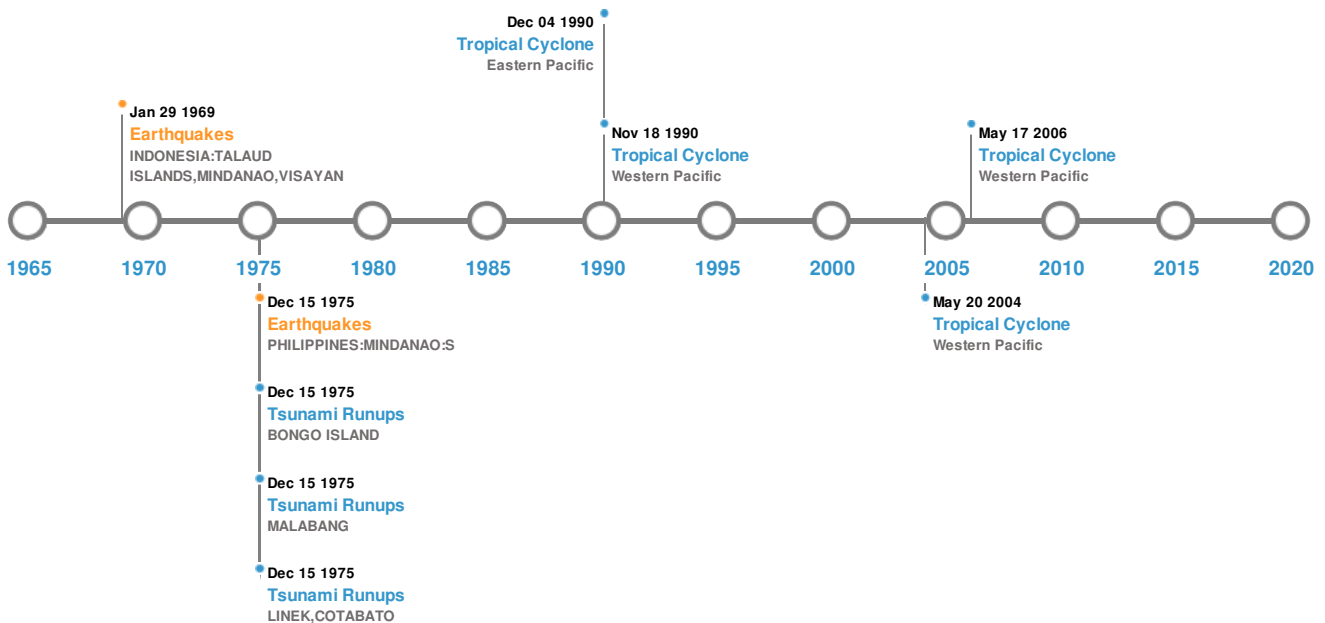 Dec 04 1990
Tropical Cyclone
Eastern Pacific
Jan 29 1969
Earthquakes
INDONESIA:TALAUD
ISLANDS,MINDANAO,VISAYAN
Nov 18 1990
Tropical Cyclone
Western Pacific
May 17 2006
Tropical Cyclone
Western Pacific
1965 1970 1975 1980 1985 1990 1995 2000 2005 2010 2015 2020
Dec 15 1975
Earthquakes
PHILIPPINES:MINDANAO:S
May 20 2004
Tropical Cyclone
Western Pacific
Dec 15 1975
Tsunami Runups
BONGO ISLAND
Dec 15 1975
Tsunami Runups
MALABANG
Dec 15 1975
Tsunami Runups
LINEK,COTABATO